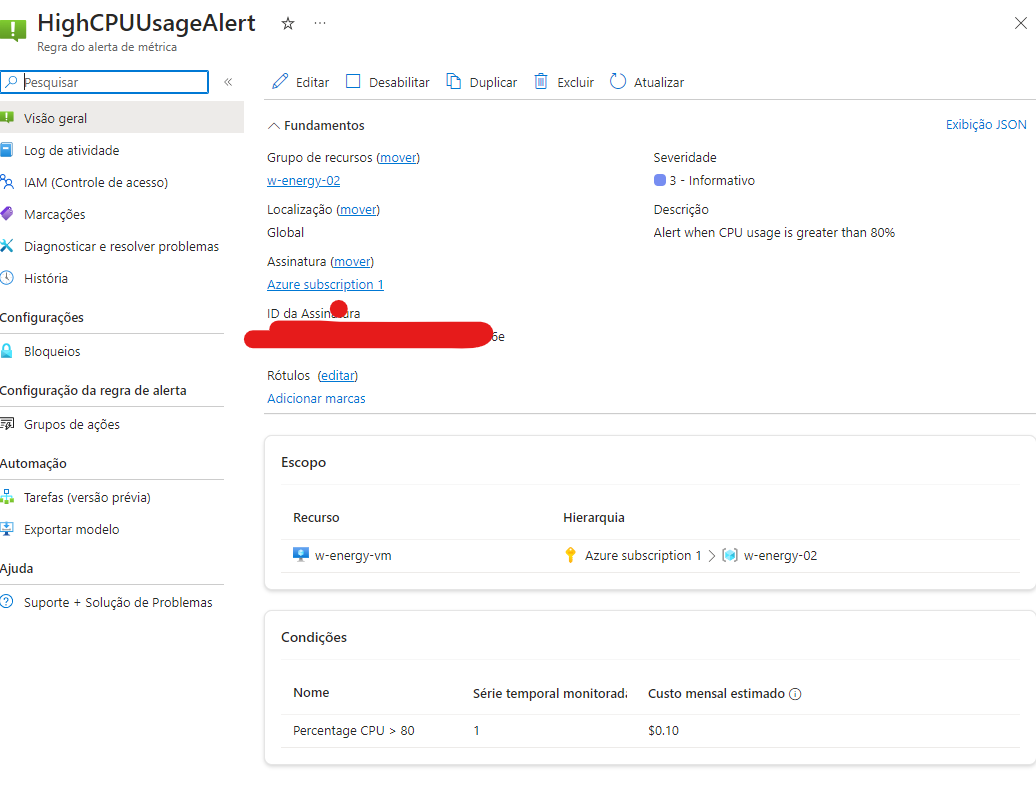 HighCPUUsageAlert
Regra do alerta de métrica
Pesquisar
Visão geral
Log de atividade
IAM (Controle de acesso)
Marcações
Diagnosticar e resolver problemas
História
Configurações
Bloqueios
Configuração da regra de alerta
Grupos de ações
Automação
Tarefas (versão prévia)
Exportar modelo
Ajuda
Suporte + Solução de Problemas
Editar Desabilitar Duplicar Excluir Atualizar
Fundamentos
Exibição JSON
Grupo de recursos (mover)
w-energy-02
Localização (mover)
Global
Assinatura (mover)
Azure subscription 1
ID da Assinatura
6e
Rótulos (editar)
Adicionar marcas
Severidade
3 - Informativo
Descrição
Alert when CPU usage is greater than 80%
Escopo
Recurso Hierarquia
w-energy-vm Azure subscription 1 > w-energy-02
Condições
Nome Série temporal monitorada Custo mensal estimado
Percentage CPU > 80 1 $0.10